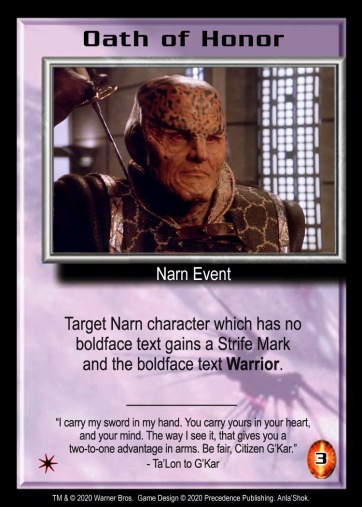 Oath of Honor
Narn Event
Target Narn character which has no
boldface text gains a Strife Mark
and the boldface text Warrior.
"I carry my sword in my hand. You carry yours in your heart,
and your mind. The way I see it, that gives you a
two-to-one advantage in arms. Be fair, Citizen G'Kar."
- Ta'Lon to G'Kar
3
TM & © 2020 Warner Bros. Game Design © 2020 Precedence Publishing. Anla'Shok.